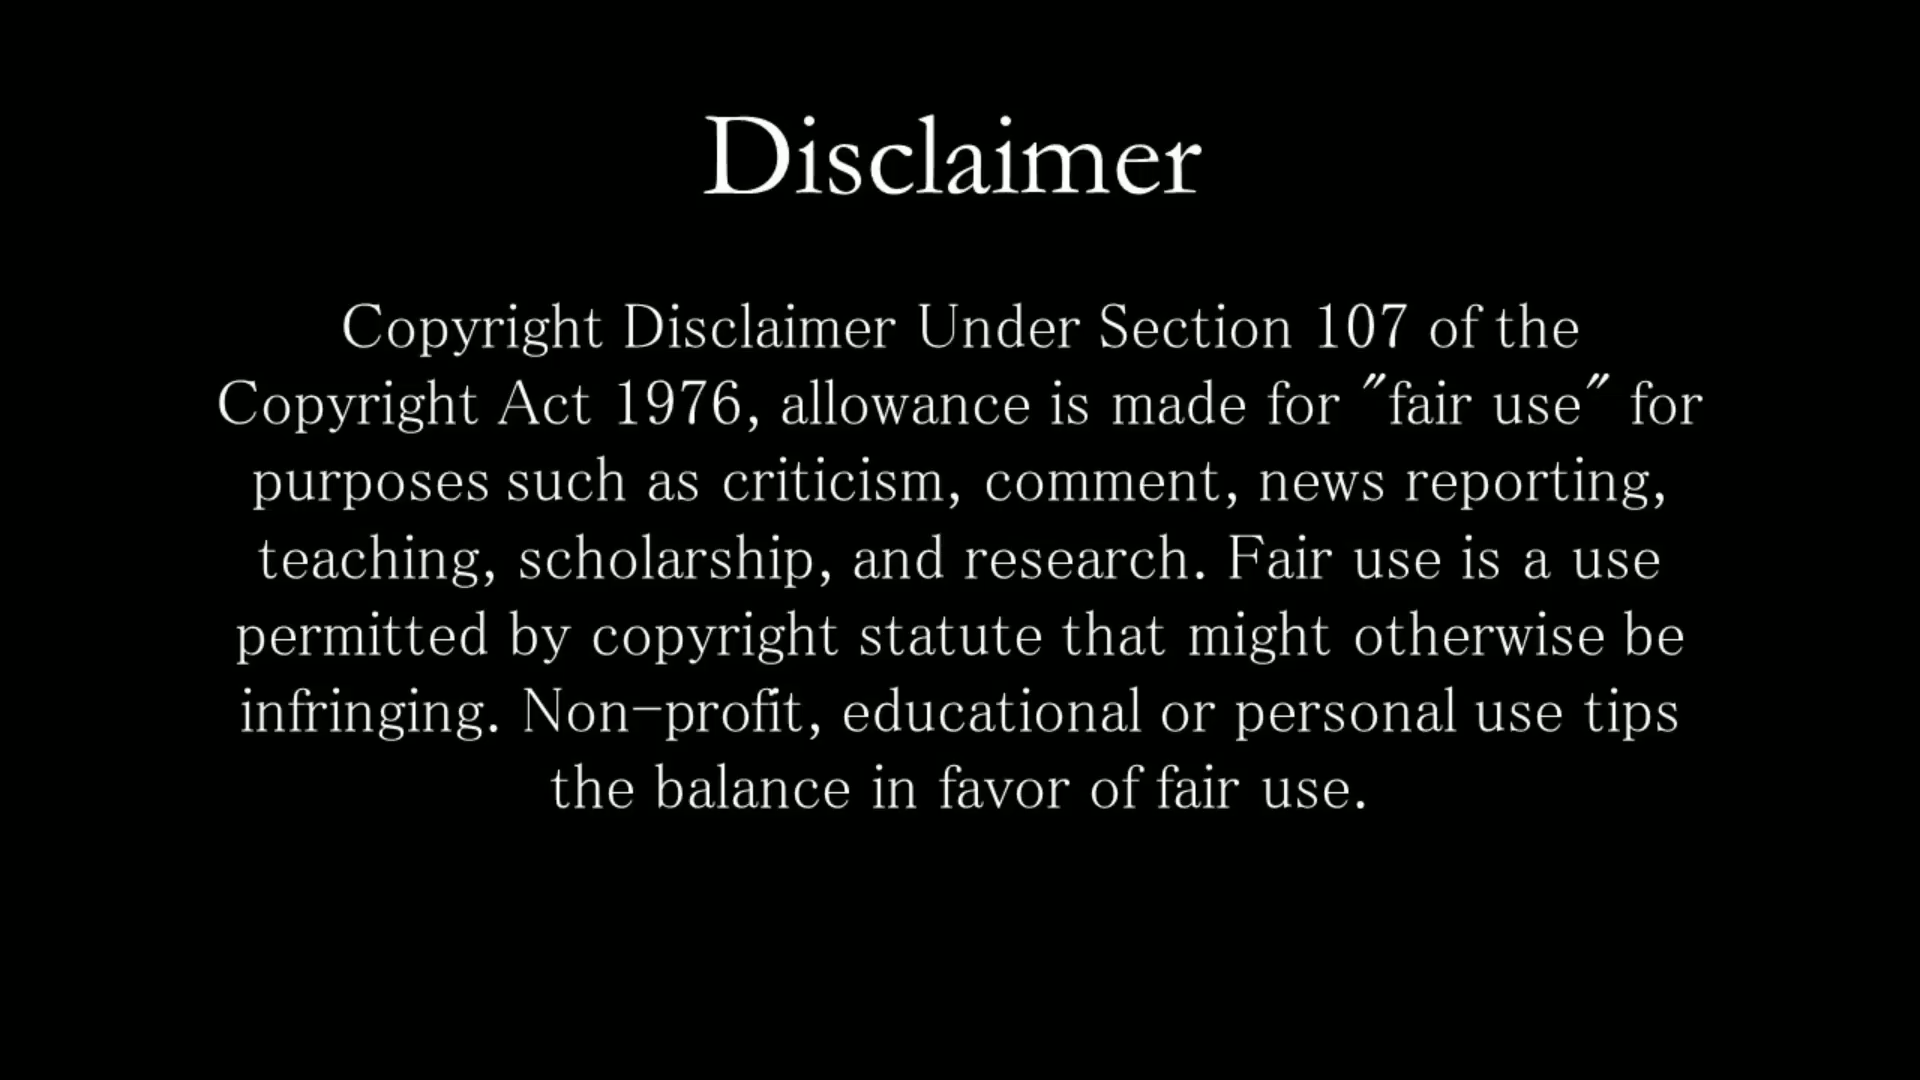 Disclaimer
Copyright Disclaimer Under Section 107 of the
Copyright Act 1976, allowance is made for "fair use" for
purposes such as criticism, comment, news reporting,
teaching, scholarship, and research. Fair use is a use
permitted by copyright statute that might otherwise be
infringing. Non-profit, educational or personal use tips
the balance in favor of fair use.